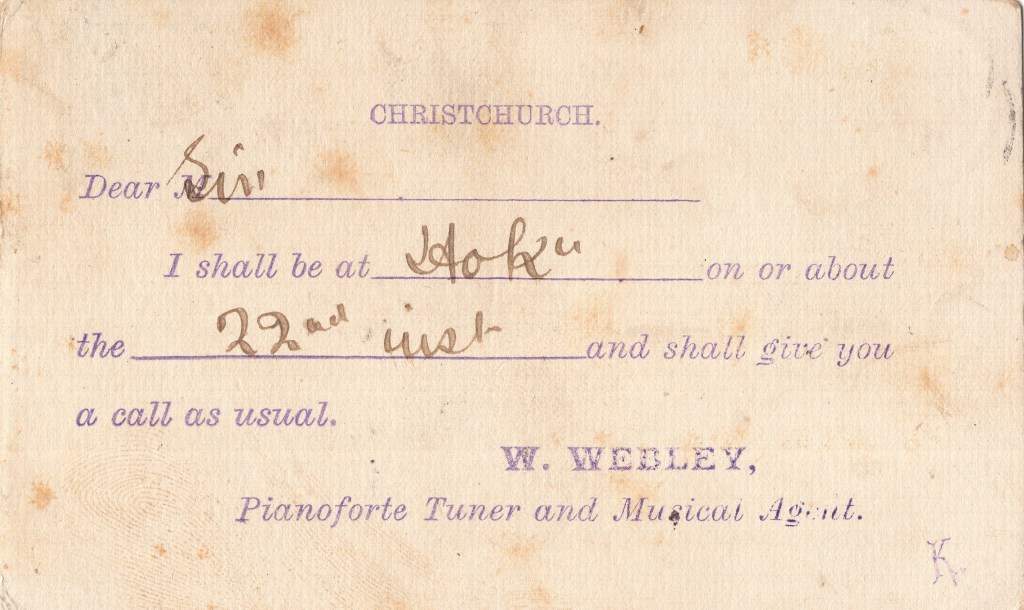 CHRISTCHURCH.
Dear M Sir
I shall be at Hok on or about
the 22nd inst and shall give you
a call as usual.
W. WEBLEY,
Pianoforte Tuner and Musical Agent.
K.